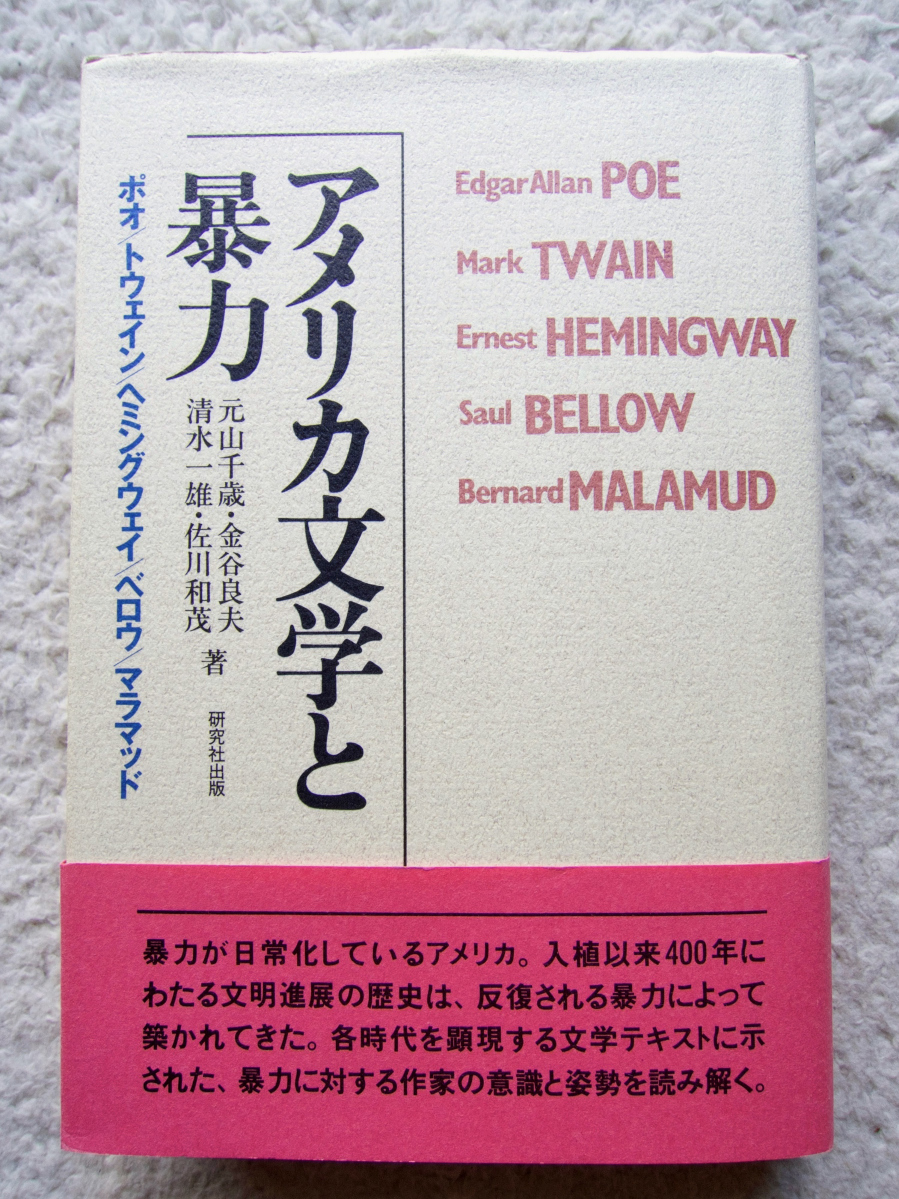 アメリカ文学と
暴力
元山千歳・金谷良夫
清水一雄・佐川和茂
著
研究社出版
ポオ/トウェイン/ヘミングウェイ/ベロウ/マラマッド
Edgar Allan POE
Mark TWAIN
Ernest HEMINGWAY
Saul BELLOW
Bernard MALAMUD
暴力が日常化しているアメリカ。入植以来400年に
わたる文明進展の歴史は、反復される暴力によって
築かれてきた。各時代を顕現する文学テキストに示
された、暴力に対する作家の意識と姿勢を読み解く。